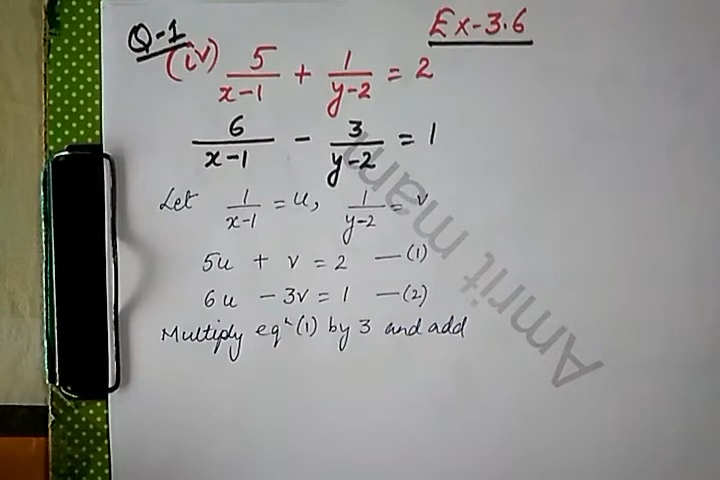 Ex-3.6
Q-1
(iv) 5/(x-1) + 1/(y-2) = 2
6/(x-1) - 3/(y-2) = 1
Let 1/(x-1) = u, 1/(y-2) = v
5u + v = 2 —(1)
6u - 3v = 1 —(2)
Multiply eqⁿ(1) by 3 and add
Amrit mam